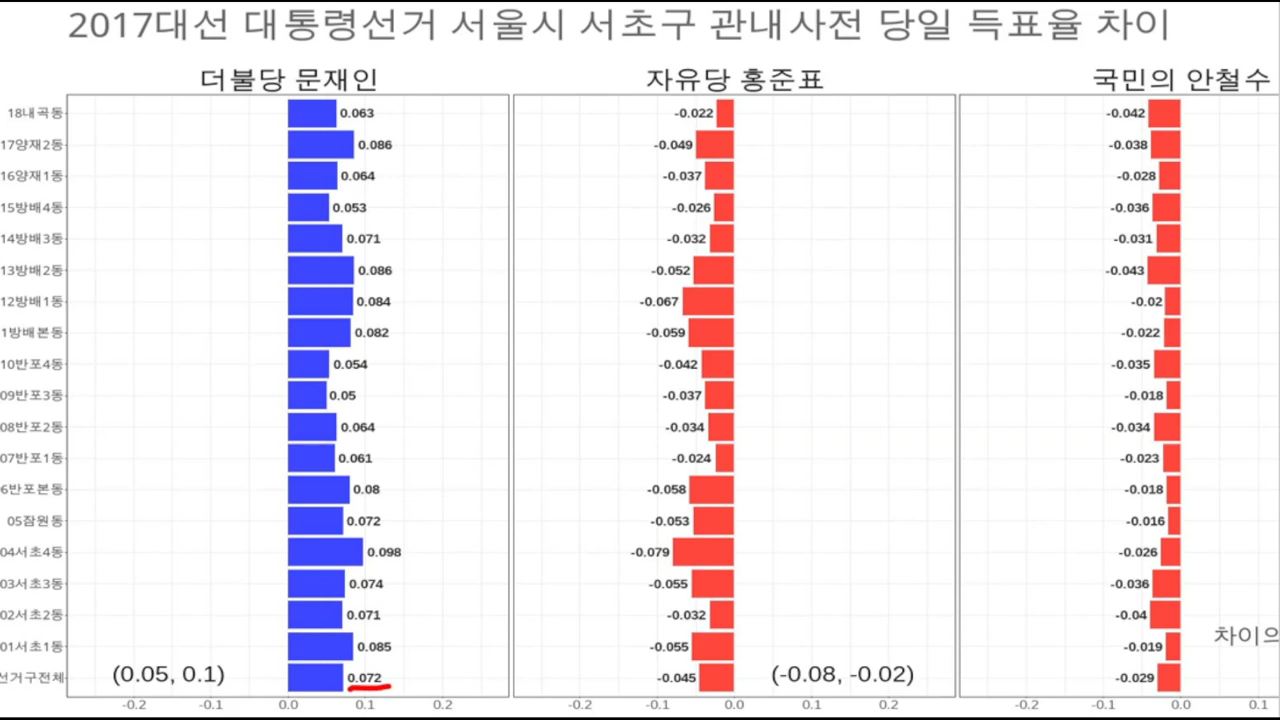 2017대선 대통령선거 서울시 서초구 관내사전 당일 득표율 차이
더불당 문재인 자유당 홍준표 국민의 안철수
18내곡동 0.063 -0.022 -0.042
17양재2동 0.086 -0.049 -0.038
16양재1동 0.064 -0.037 -0.028
15방배4동 0.053 -0.026 -0.036
14방배3동 0.071 -0.032 -0.031
13방배2동 0.086 -0.052 -0.043
12방배1동 0.084 -0.067 -0.02
1방배본동 0.082 -0.059 -0.022
10반포4동 0.054 -0.042 -0.035
09반포3동 0.05 -0.037 -0.018
08반포2동 0.064 -0.034 -0.034
07반포1동 0.061 -0.024 -0.023
6반포본동 0.08 -0.058 -0.018
05잠원동 0.072 -0.053 -0.016
04서초4동 0.098 -0.079 -0.026
03서초3동 0.074 -0.055 -0.036
02서초2동 0.071 -0.032 -0.04
01서초1동 0.085 -0.055 -0.019 차이의
선거구전체 (0.05, 0.1) 0.072 -0.045 (-0.08, -0.02) -0.029
-0.2 -0.1 0.0 0.1 0.2 -0.2 -0.1 0.0 0.1 0.2 -0.2 -0.1 0.0 0.1